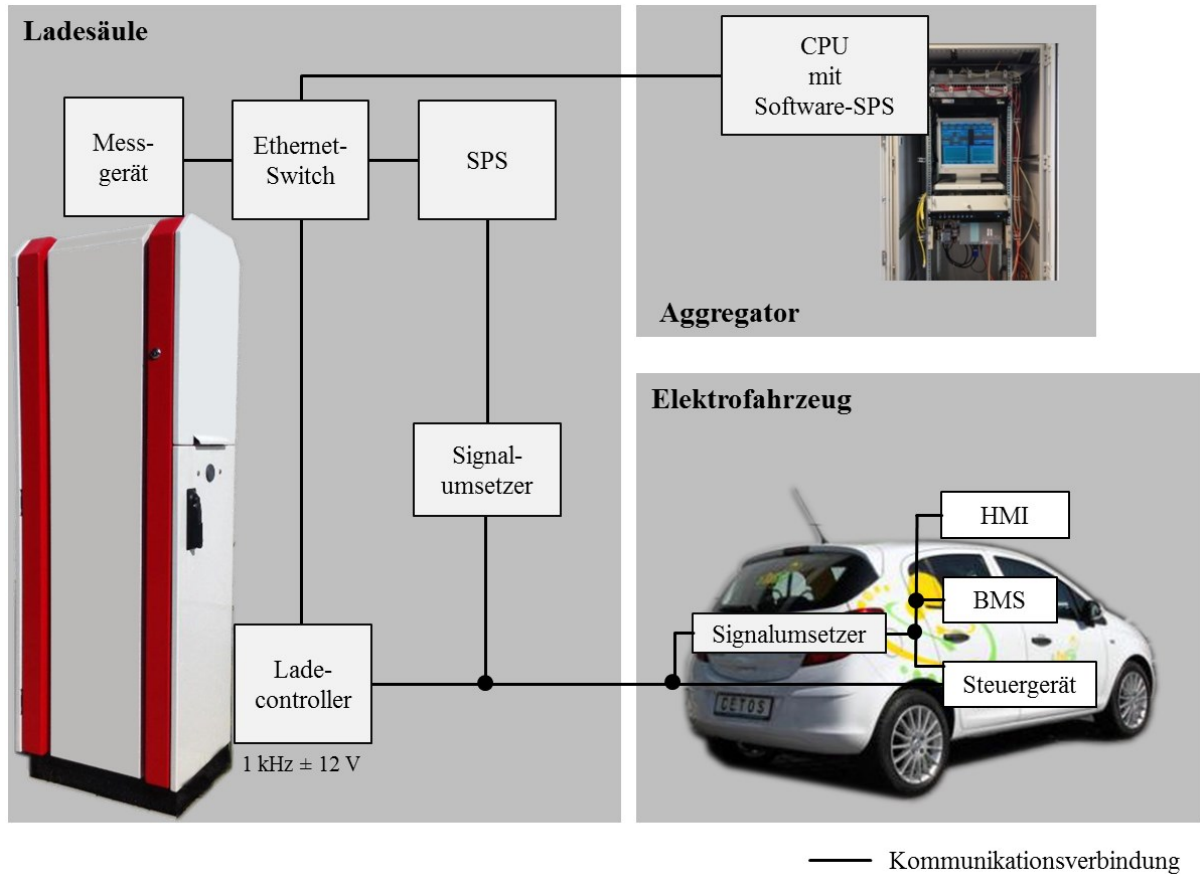 Ladesäule
Mess-
gerät
Ethernet-
Switch
SPS
CPU
mit
Software-SPS
Aggregator
Signal-
umsetzer
Lade-
controller
1 kHz ± 12 V
Elektrofahrzeug
HMI
BMS
Signalumsetzer
Steuergerät
CETOS
Kommunikationsverbindung